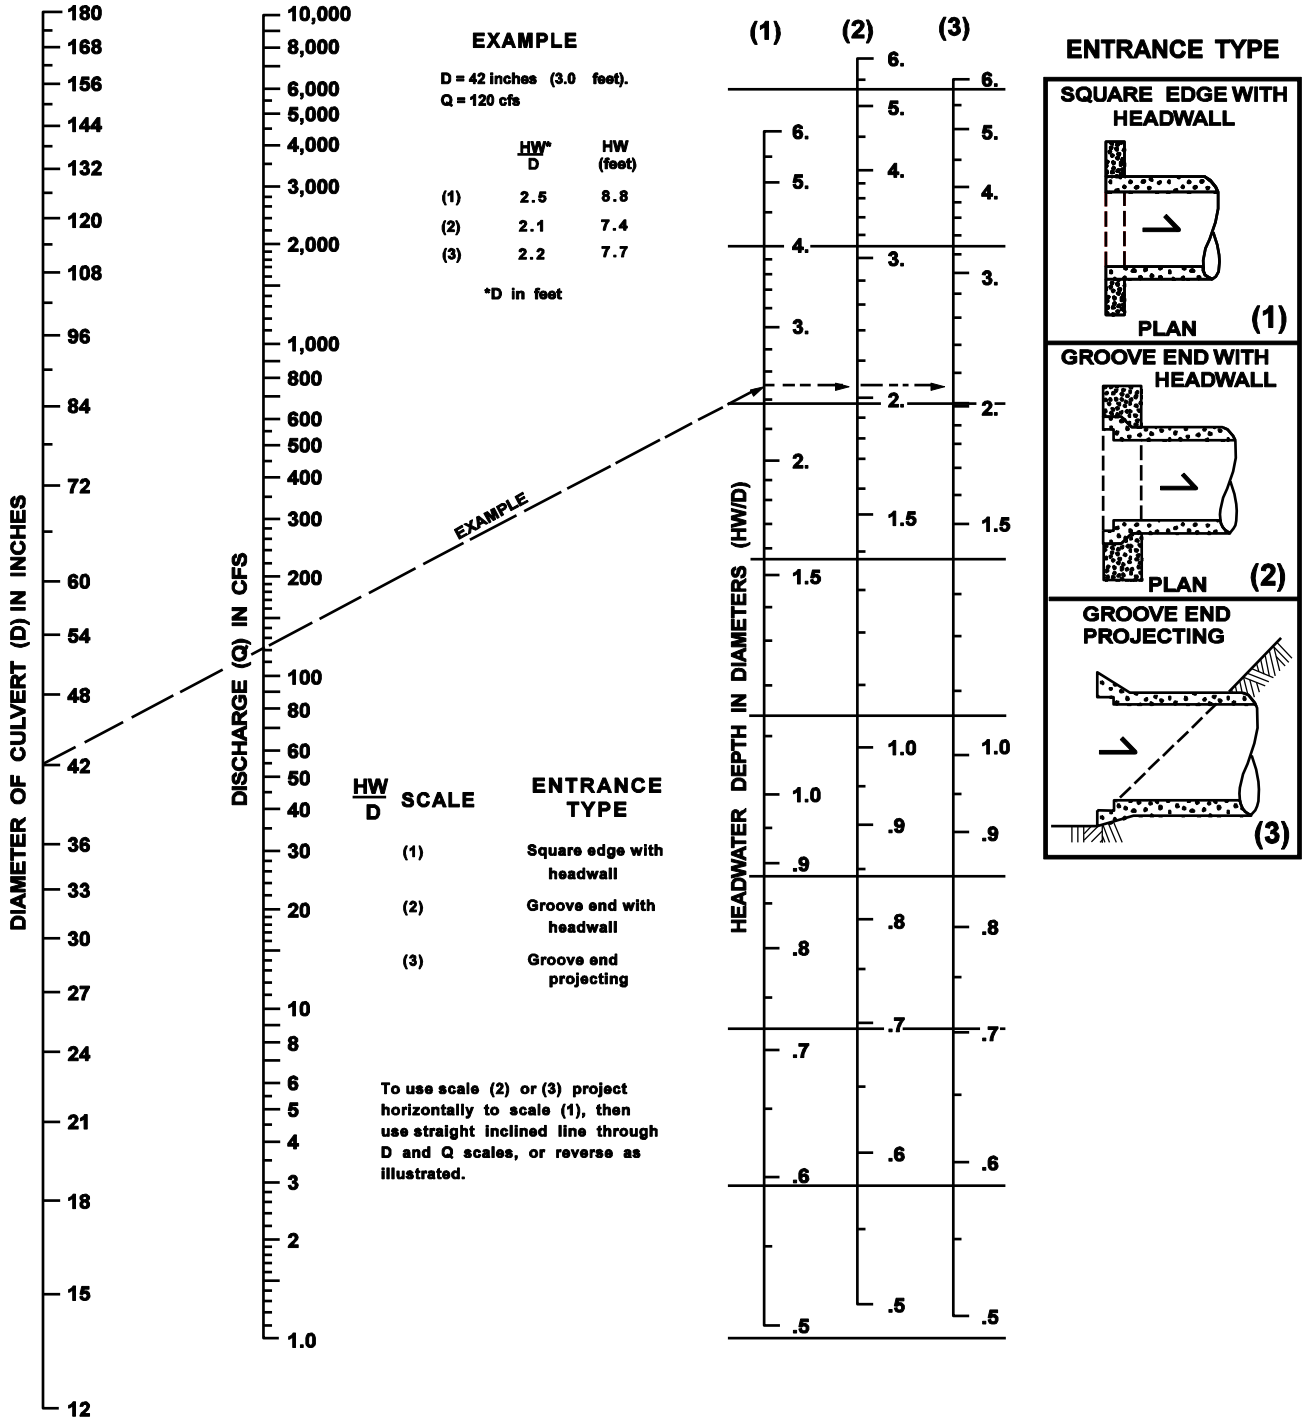 180
168
156
144
132
120
108
96
84
72
60
54
48
42
36
33
30
27
24
21
18
15
12
DIAMETER OF CULVERT (D) IN INCHES
10,000
8,000
6,000
5,000
4,000
3,000
2,000
1,000
800
600
500
400
300
200
100
80
60
50
40
30
20
10
8
6
5
4
3
2
1.0
DISCHARGE (Q) IN CFS
EXAMPLE
D = 42 inches (3.0 feet).
Q = 120 cfs
HW* HW
D (feet)
(1) 2.5 8.8
(2) 2.1 7.4
(3) 2.2 7.7
*D in feet
EXAMPLE
HW
D
SCALE
ENTRANCE
TYPE
(1) Square edge with
headwall
(2) Groove end with
headwall
(3) Groove end
projecting
To use scale (2) or (3) project
horizontally to scale (1), then
use straight inclined line through
D and Q scales, or reverse as
illustrated.
HEADWATER DEPTH IN DIAMETERS (HW/D)
(1)
6.
5.
4.
3.
2.
1.5
1.0
.9
.8
.7
.6
.5
(2)
6.
5.
4.
3.
2.
1.5
1.0
.9
.8
.7
.6
.5
(3)
6.
5.
4.
3.
2.
1.5
1.0
.9
.8
.7
.6
.5
ENTRANCE TYPE
SQUARE EDGE WITH
HEADWALL
PLAN
(1)
GROOVE END WITH
HEADWALL
PLAN
(2)
GROOVE END
PROJECTING
(3)